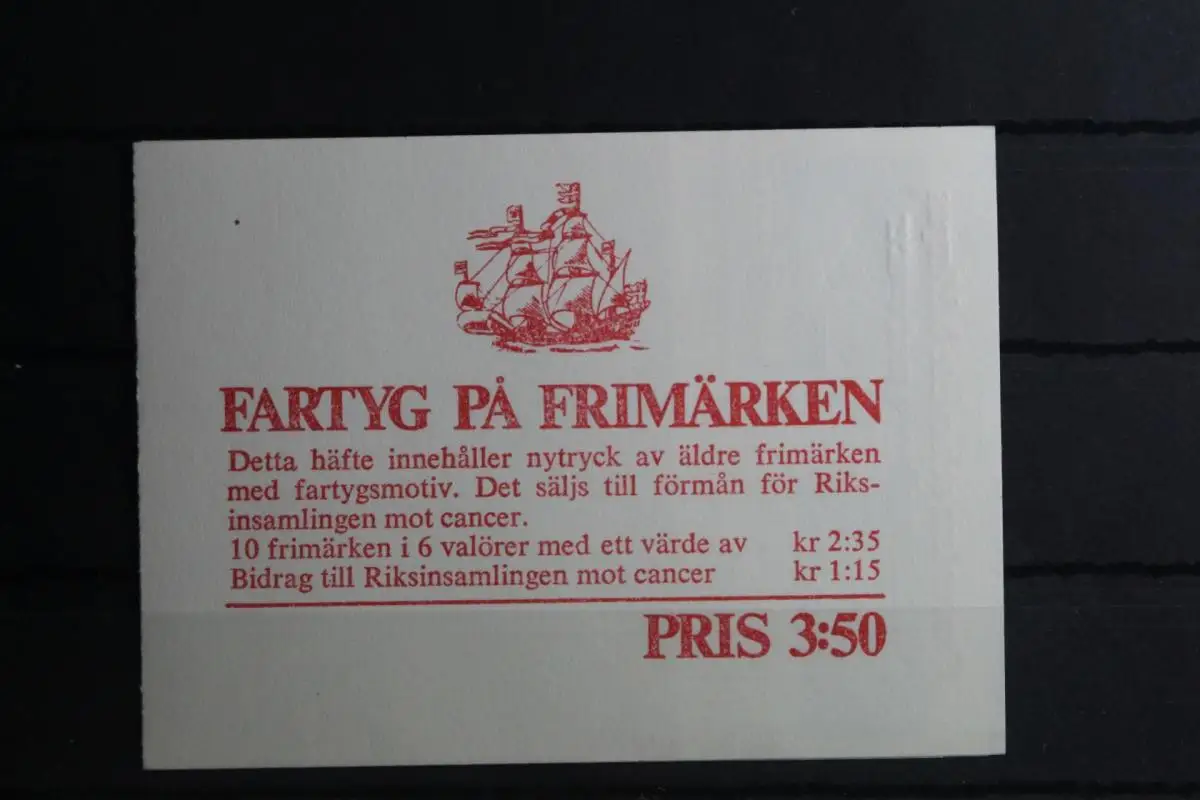 FARTYG PÅ FRIMÄRKEN
Detta häfte innehåller nytryck av äldre frimärken
med fartygsmotiv. Det säljs till förmån för Riks-
insamlingen mot cancer.
10 frimärken i 6 valörer med ett värde av kr 2:35
Bidrag till Riksinsamlingen mot cancer kr 1:15
PRIS 3:50